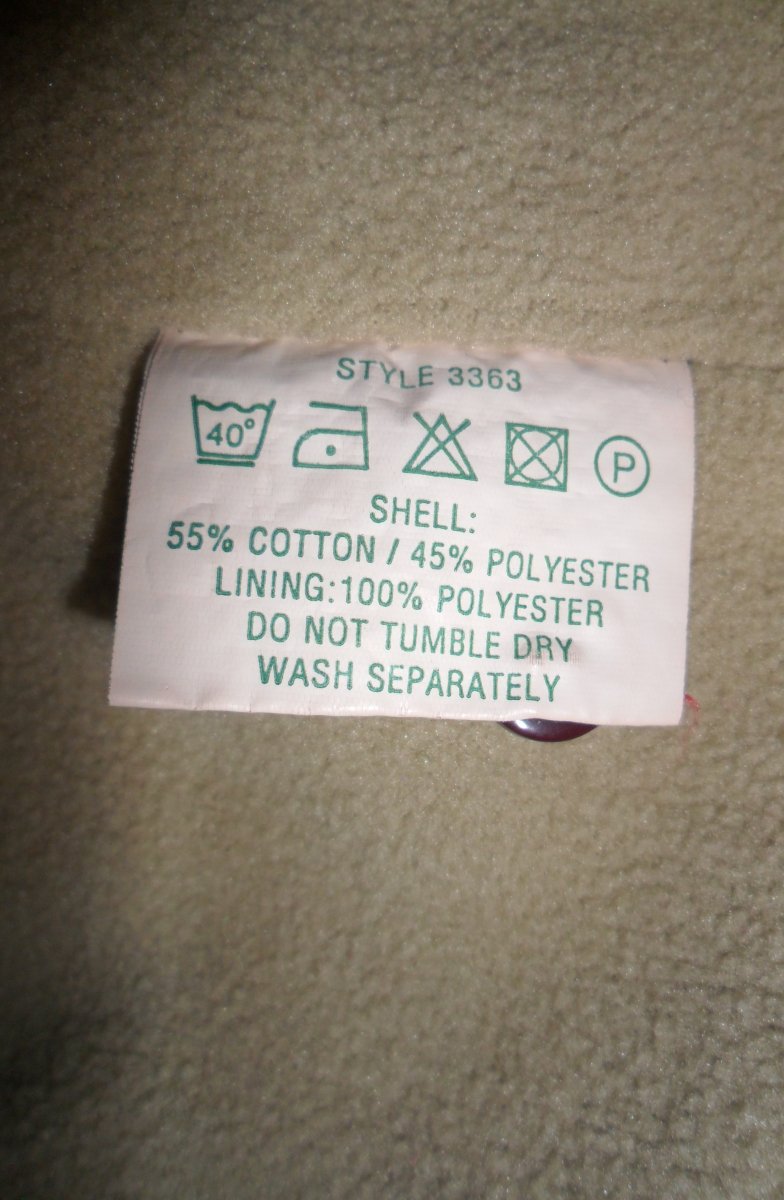 STYLE 3363
40° P
SHELL:
55% COTTON / 45% POLYESTER
LINING:100% POLYESTER
DO NOT TUMBLE DRY
WASH SEPARATELY